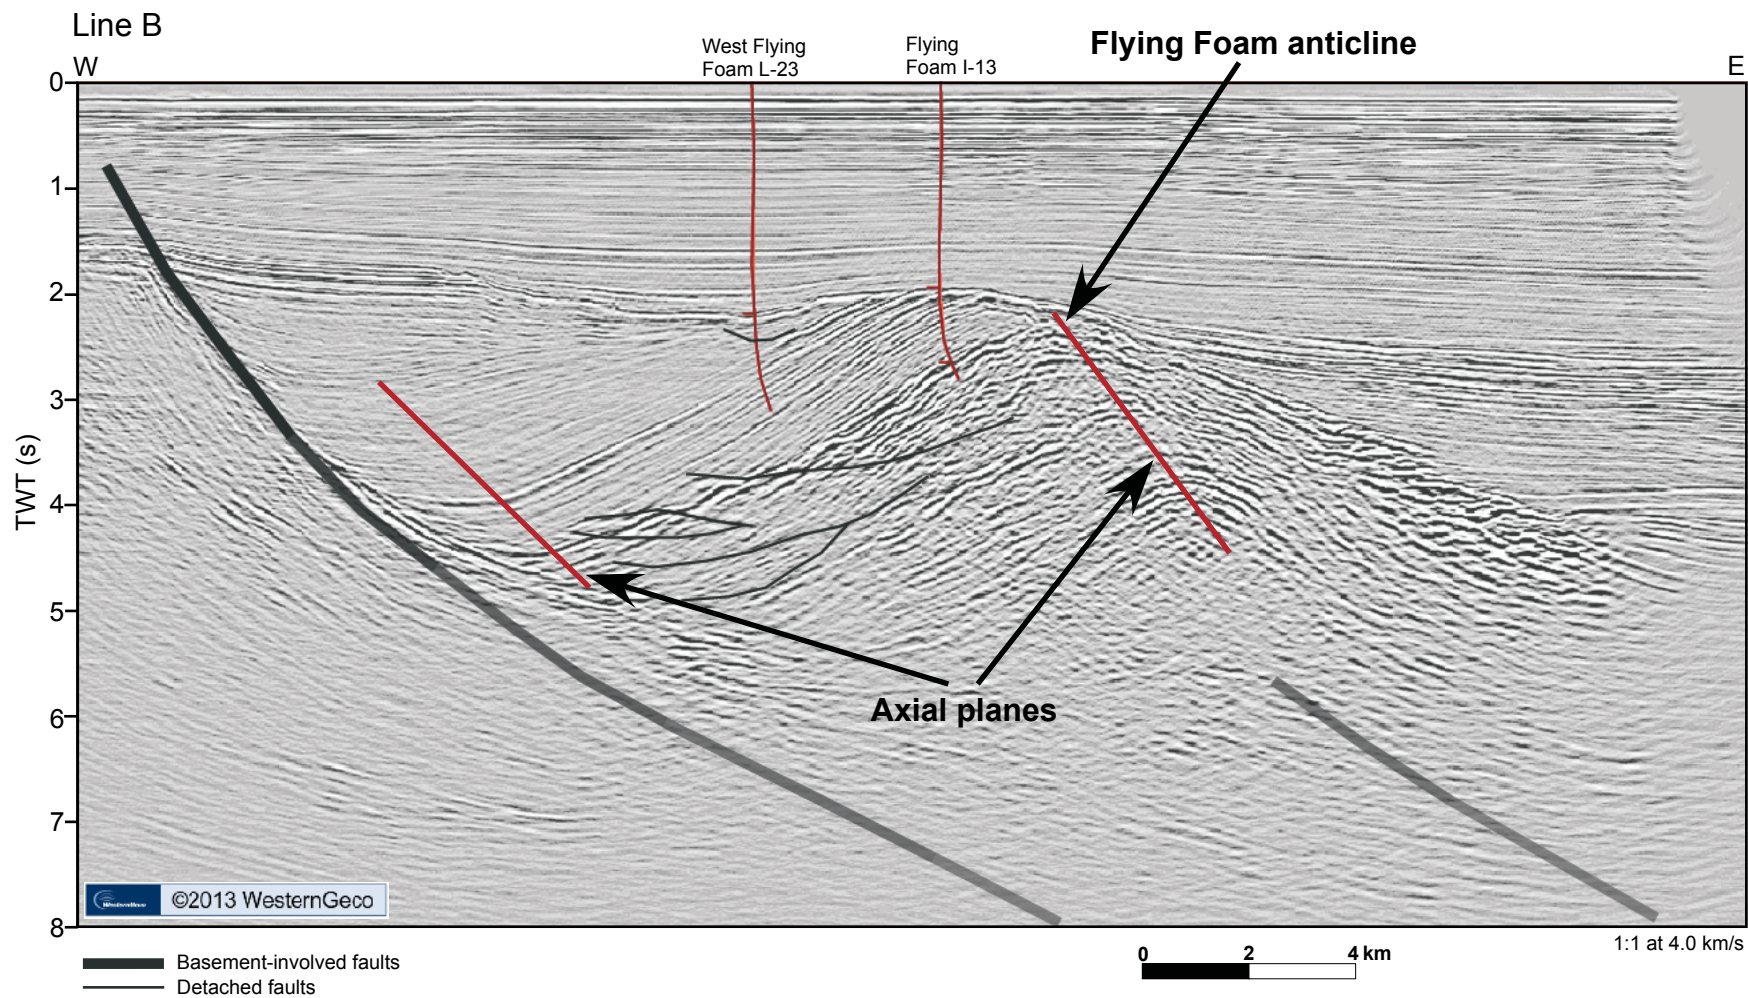 Line B
W
West Flying
Foam L-23
Flying
Foam I-13
Flying Foam anticline
E
0
1
2
3
4
5
6
7
8
TWT (s)
Axial planes
WesternGeco
©2013 WesternGeco
1:1 at 4.0 km/s
0 2 4 km
Basement-involved faults
Detached faults